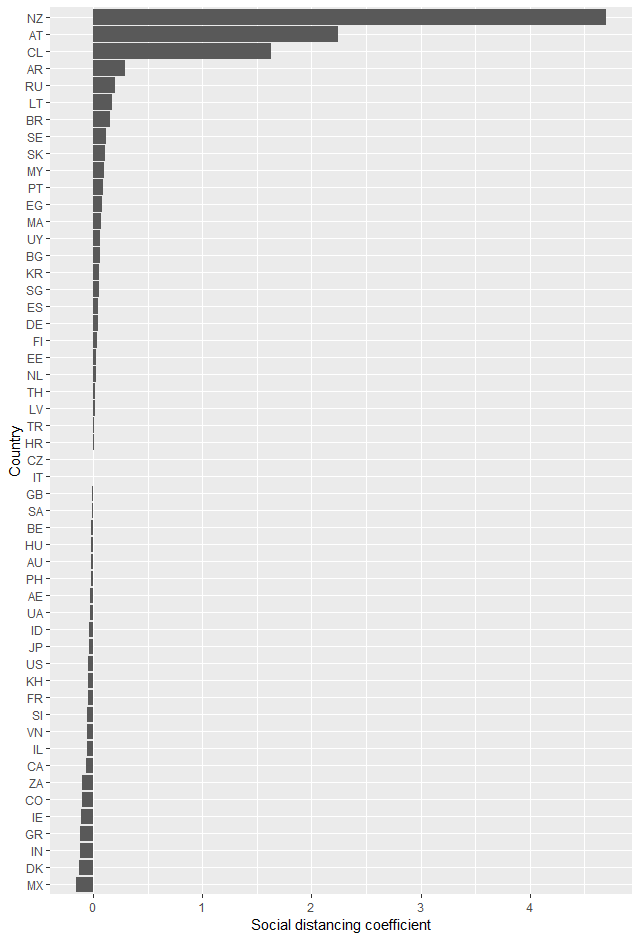 NZ
AT
CL
AR
RU
LT
BR
SE
SK
MY
PT
EG
MA
UY
BG
KR
SG
ES
DE
FI
EE
NL
TH
LV
TR
HR
CZ
IT
GB
SA
BE
HU
AU
PH
AE
UA
ID
JP
US
KH
FR
SI
VN
IL
CA
ZA
CO
IE
GR
IN
DK
MX
Country
0 1 2 3 4
Social distancing coefficient